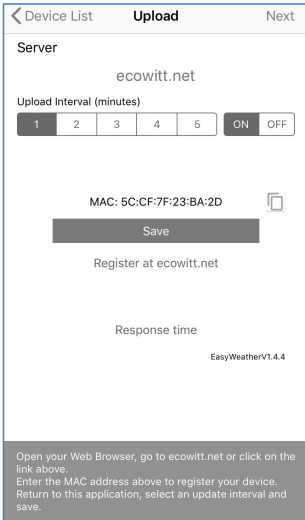 Device List Upload Next
Server
ecowitt.net
Upload Interval (minutes)
1 2 3 4 5 ON OFF
MAC: 5C:CF:7F:23:BA:2D
Save
Register at ecowitt.net
Response time
EasyWeatherV1.4.4
Open your Web Browser, go to ecowitt.net or click on the
link above.
Enter the MAC address above to register your device.
Return to this application, select an update interval and
save.